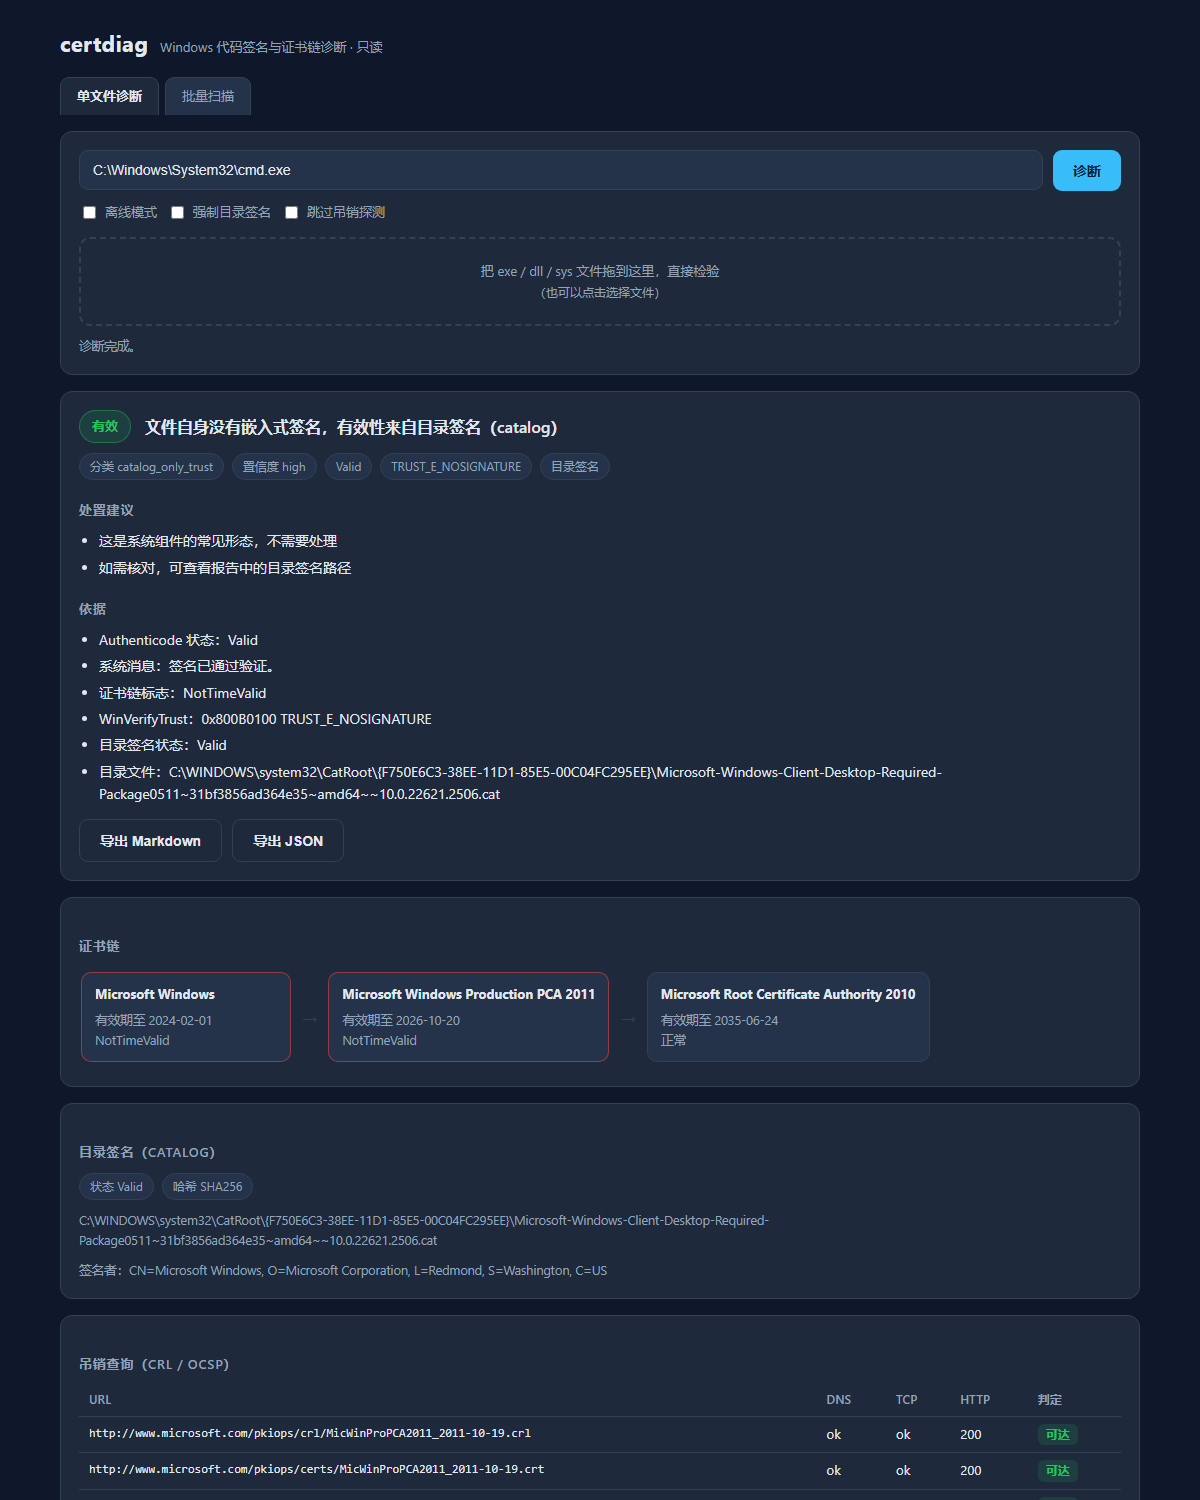 certdiag Windows 代码签名与证书链诊断 · 只读
单文件诊断 批量扫描
C:\Windows\System32\cmd.exe 诊断
离线模式 强制目录签名 跳过吊销探测
把 exe / dll / sys 文件拖到这里，直接检验
（也可以点击选择文件）
诊断完成。
有效 文件自身没有嵌入式签名，有效性来自目录签名（catalog）
分类 catalog_only_trust 置信度 high Valid TRUST_E_NOSIGNATURE 目录签名
处置建议
• 这是系统组件的常见形态，不需要处理
• 如需核对，可查看报告中的目录签名路径
依据
• Authenticode 状态：Valid
• 系统消息：签名已通过验证。
• 证书链标志：NotTimeValid
• WinVerifyTrust：0x800B0100 TRUST_E_NOSIGNATURE
• 目录签名状态：Valid
• 目录文件：C:\WINDOWS\system32\CatRoot\{F750E6C3-38EE-11D1-85E5-00C04FC295EE}\Microsoft-Windows-Client-Desktop-Required-
Package0511~31bf3856ad364e35~amd64~~10.0.22621.2506.cat
导出 Markdown 导出 JSON
证书链
Microsoft Windows → Microsoft Windows Production PCA 2011 → Microsoft Root Certificate Authority 2010
有效期至 2024-02-01 有效期至 2026-10-20 有效期至 2035-06-24
NotTimeValid NotTimeValid 正常
目录签名（CATALOG）
状态 Valid 哈希 SHA256
C:\WINDOWS\system32\CatRoot\{F750E6C3-38EE-11D1-85E5-00C04FC295EE}\Microsoft-Windows-Client-Desktop-Required-
Package0511~31bf3856ad364e35~amd64~~10.0.22621.2506.cat
签名者：CN=Microsoft Windows, O=Microsoft Corporation, L=Redmond, S=Washington, C=US
吊销查询（CRL / OCSP）
URL DNS TCP HTTP 判定
http://www.microsoft.com/pkiops/crl/MicWinProPCA2011_2011-10-19.crl ok ok 200 可达
http://www.microsoft.com/pkiops/certs/MicWinProPCA2011_2011-10-19.crt ok ok 200 可达